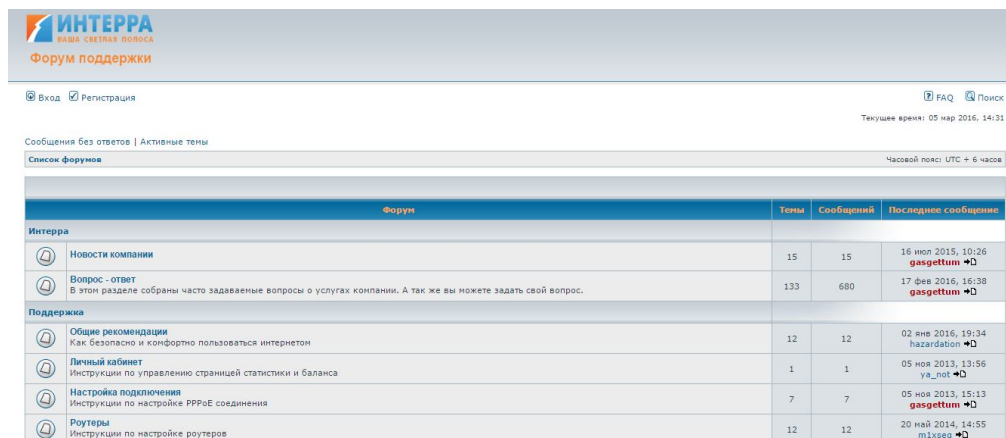 ИНТЕРРА
ВАША СВЕТЛАЯ ПОЛОСА
Форум поддержки
Вход Регистрация FAQ Поиск
Текущее время: 05 мар 2016, 14:31
Сообщения без ответов | Активные темы
Список форумов Часовой пояс: UTC + 6 часов
Форум Темы Сообщений Последнее сообщение
Интерра
Новости компании 15 15 16 июл 2015, 10:26
gasgettum
Вопрос - ответ 133 680 17 фев 2016, 16:38
В этом разделе собраны часто задаваемые вопросы о услугах компании. А так же вы можете задать свой вопрос. gasgettum
Поддержка
Общие рекомендации 12 12 02 янв 2016, 19:34
Как безопасно и комфортно пользоваться интернетом hazardation
Личный кабинет 1 1 05 ноя 2013, 13:56
Инструкции по управлению страницей статистики и баланса ya_not
Настройка подключения 7 7 05 ноя 2013, 15:13
Инструкции по настройке PPPoE соединения gasgettum
Роутеры 12 12 20 май 2014, 14:55
Инструкции по настройке роутеров m1xseg